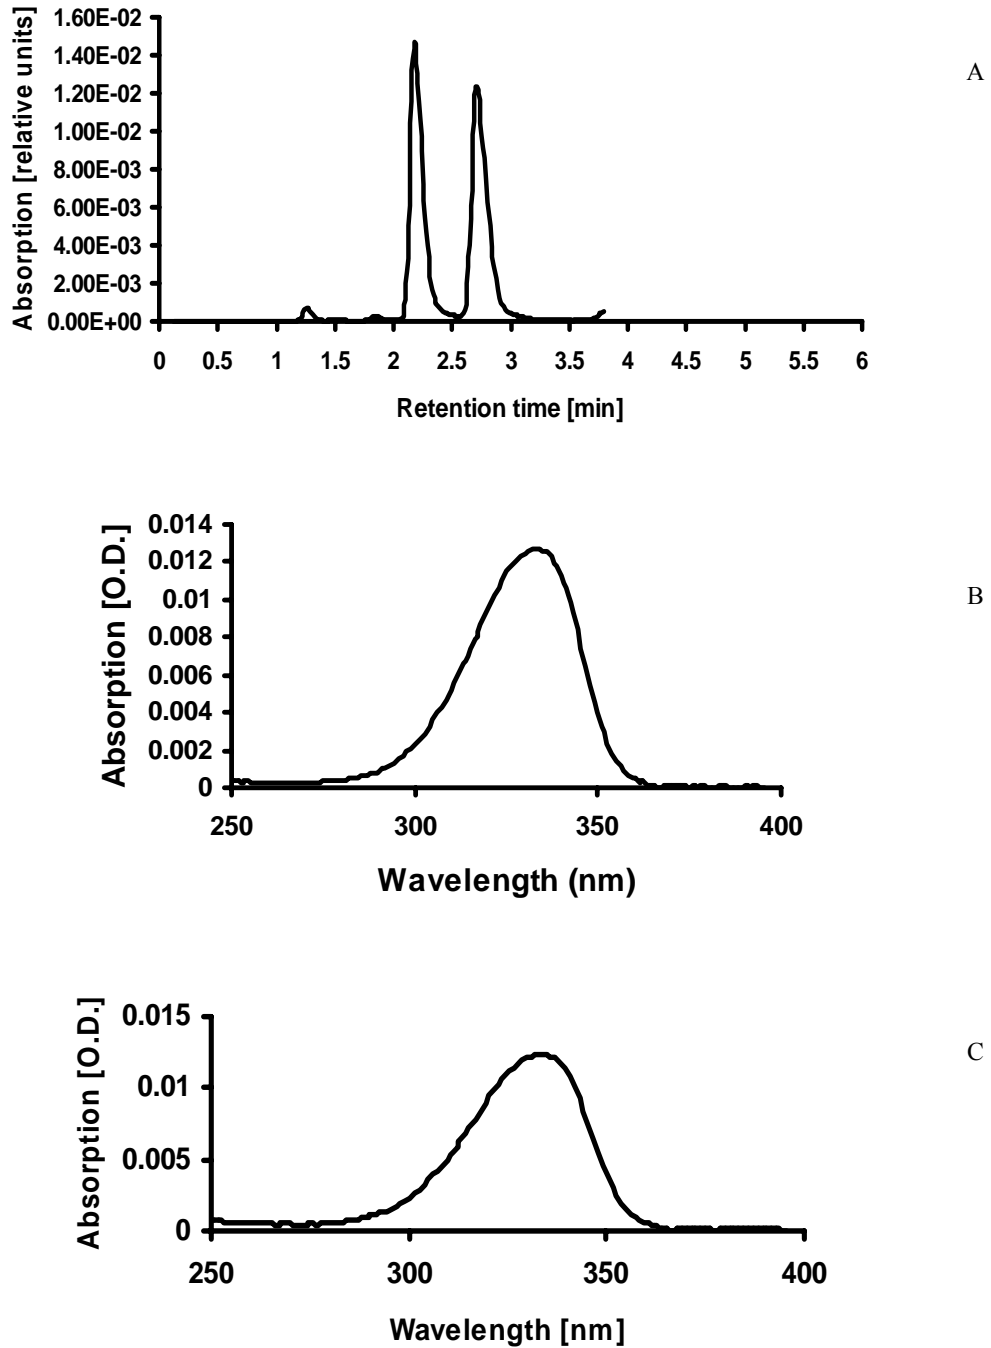 Absorption [relative units]
1.60E-02
1.40E-02
1.20E-02
1.00E-02
8.00E-03
6.00E-03
4.00E-03
2.00E-03
0.00E+00
0 0.5 1 1.5 2 2.5 3 3.5 4 4.5 5 5.5 6
Retention time [min]
A
Absorption [O.D.]
0.014
0.012
0.01
0.008
0.006
0.004
0.002
0
250 300 350 400
Wavelength (nm)
B
Absorption [O.D.]
0.015
0.01
0.005
0
250 300 350 400
Wavelength [nm]
C